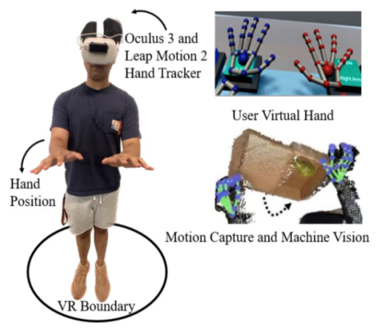 Oculus 3 and
Leap Motion 2
Hand Tracker
User Virtual Hand
Hand
Position
Motion Capture and Machine Vision
VR Boundary